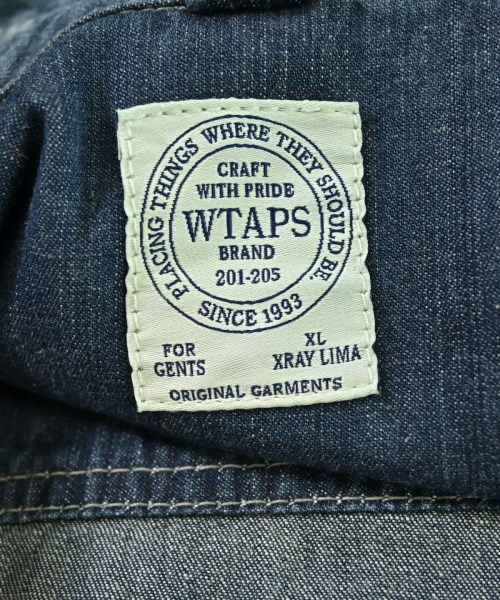 PLACING THINGS WHERE THEY SHOULD BE.
CRAFT
WITH PRIDE
WTAPS
BRAND
201-205
SINCE 1993
FOR
GENTS
XL
XRAY LIMA
ORIGINAL GARMENTS